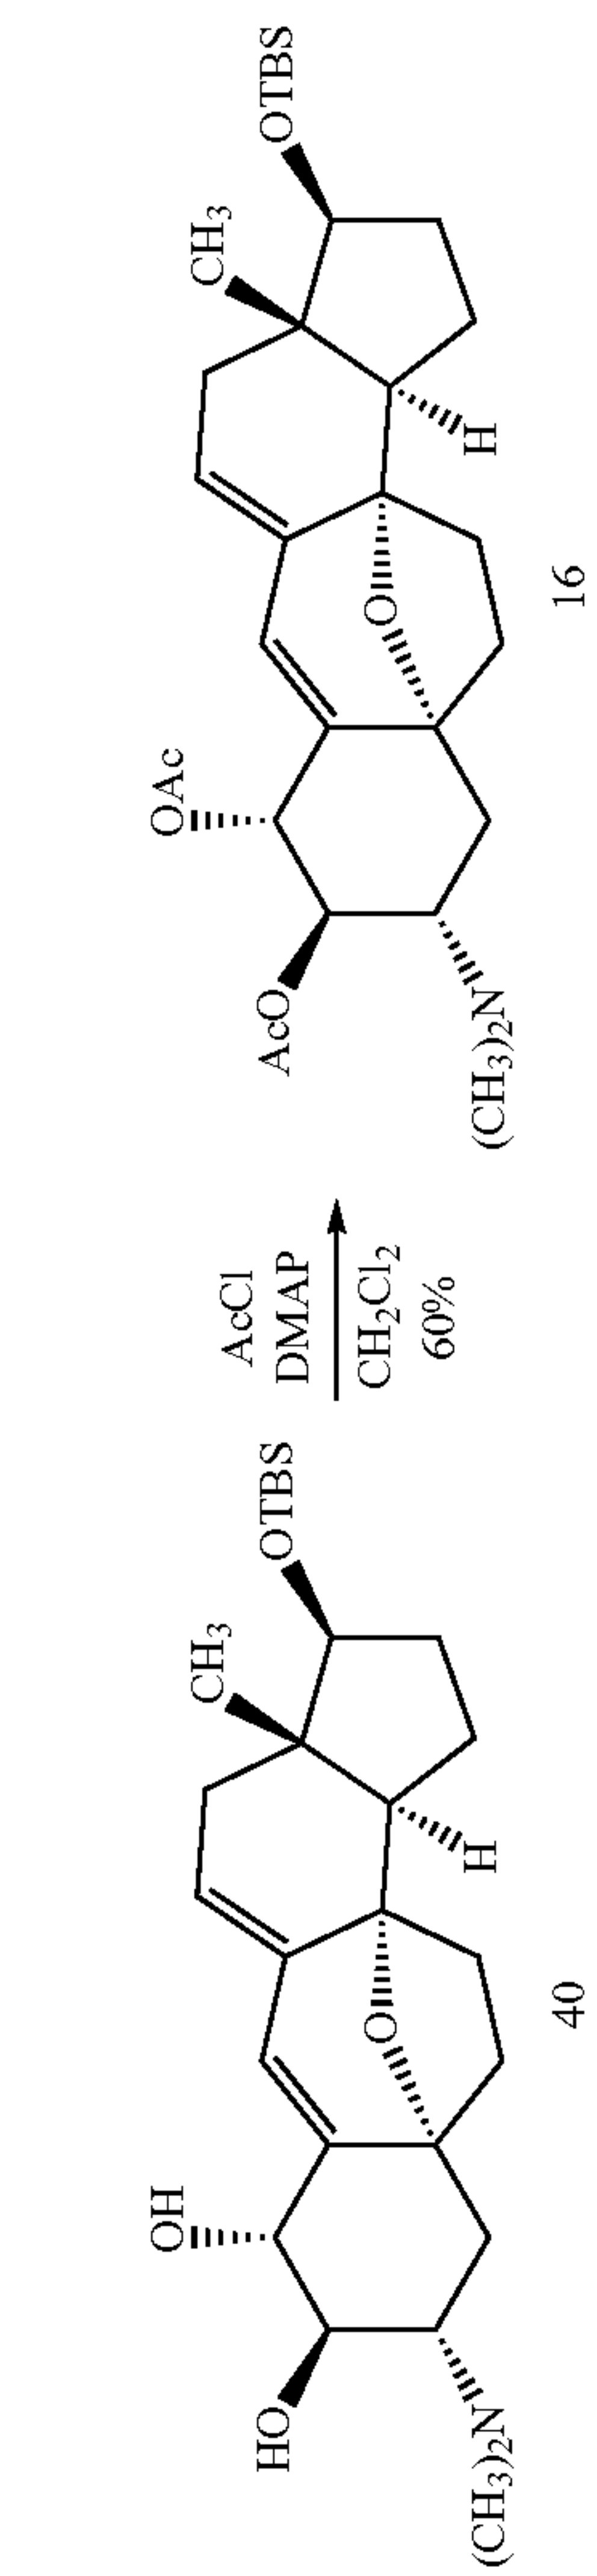 OH
HO
(CH3)2N
O
H
CH3
OTBS
40
AcCl
DMAP
CH2Cl2
60%
OAc
AcO
(CH3)2N
O
H
CH3
OTBS
16